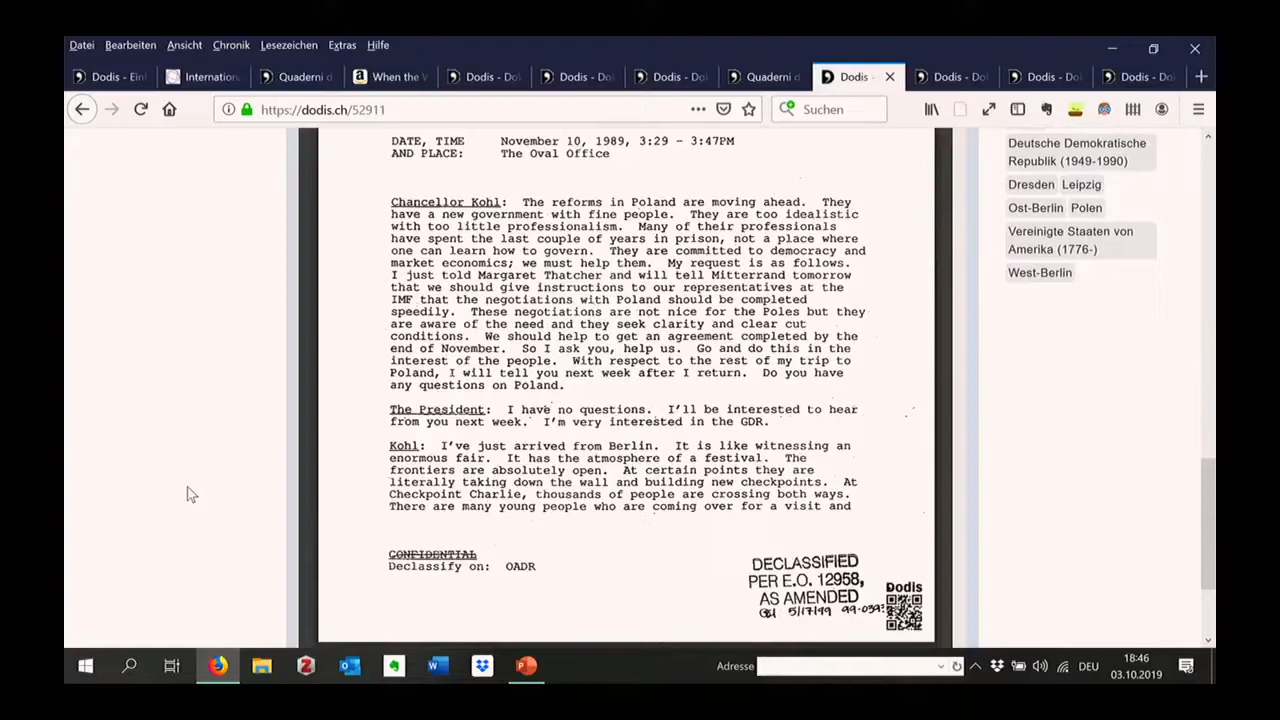 Datei Bearbeiten Ansicht Chronik Lesezeichen Extras Hilfe
Dodis - Ein Internationa Quaderni d When the V Dodis - Dok Dodis - Dok Dodis - Dok Quaderni d Dodis - Dodis - Dok Dodis - Dok Dodis - Dok
https://dodis.ch/52911
Suchen
DATE, TIME November 10, 1989, 3:29 - 3:47PM
AND PLACE: The Oval Office
Chancellor Kohl: The reforms in Poland are moving ahead. They
have a new government with fine people. They are too idealistic
with too little professionalism. Many of their professionals
have spent the last couple of years in prison, not a place where
one can learn how to govern. They are committed to democracy and
market economics; we must help them. My request is as follows.
I just told Margaret Thatcher and will tell Mitterrand tomorrow
that we should give instructions to our representatives at the
IMF that the negotiations with Poland should be completed
speedily. These negotiations are not nice for the Poles but they
are aware of the need and they seek clarity and clear cut
conditions. We should help to get an agreement completed by the
end of November. So I ask you, help us. Go and do this in the
interest of the people. With respect to the rest of my trip to
Poland, I will tell you next week after I return. Do you have
any questions on Poland.
The President: I have no questions. I'll be interested to hear
from you next week. I'm very interested in the GDR.
Kohl: I've just arrived from Berlin. It is like witnessing an
enormous fair. It has the atmosphere of a festival. The
frontiers are absolutely open. At certain points they are
literally taking down the wall and building new checkpoints. At
Checkpoint Charlie, thousands of people are crossing both ways.
There are many young people who are coming over for a visit and
CONFIDENTIAL
Declassify on: OADR
DECLASSIFIED
PER E.O. 12958,
AS AMENDED
5/17/99
Dodis
Deutsche Demokratische
Republik (1949-1990)
Dresden Leipzig
Ost-Berlin Polen
Vereinigte Staaten von
Amerika (1776-)
West-Berlin
Adresse
DEU
18:46
03.10.2019